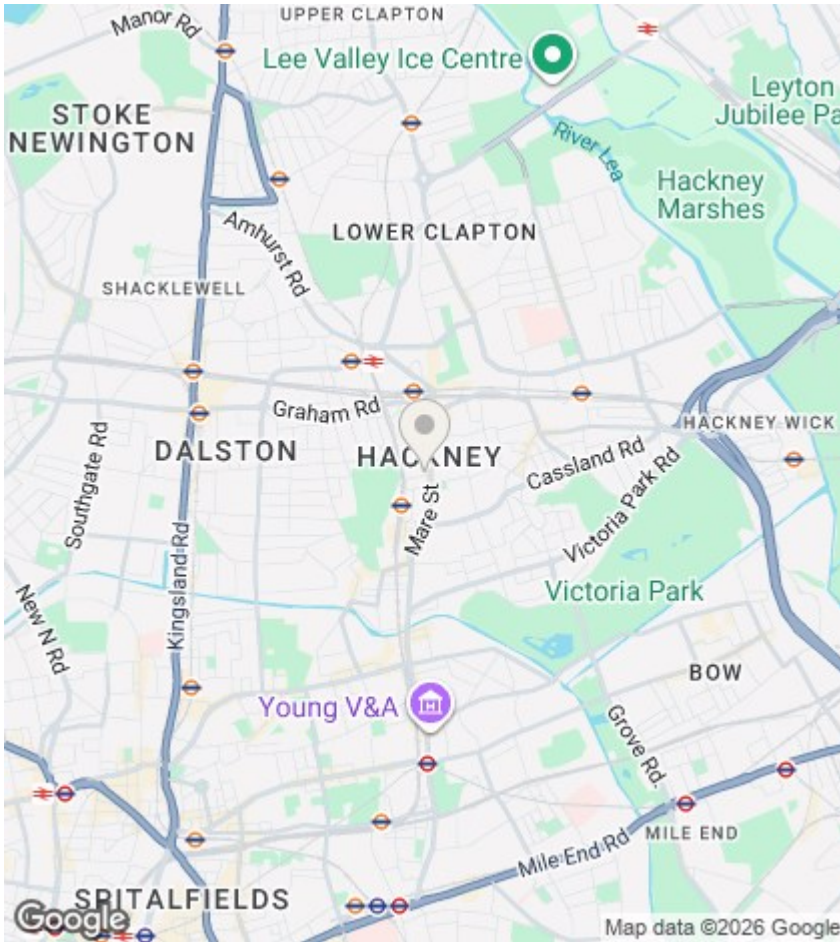 Manor Rd
UPPER CLAPTON
Lee Valley Ice Centre
Leyton
Jubilee Pa
STOKE
NEWINGTON
River Lea
Hackney
Marshes
Amhurst Rd
LOWER CLAPTON
SHACKLEWELL
Graham Rd
HACKNEY WICK
DALSTON
HACKNEY
Cassland Rd
Southgate Rd
Mare St
Victoria Park Rd
Kingsland Rd
Victoria Park
New N Rd
BOW
Young V&A
Grove Rd.
MILE END
Mile End Rd
SPITALFIELDS
Google
Map data ©2026 Google